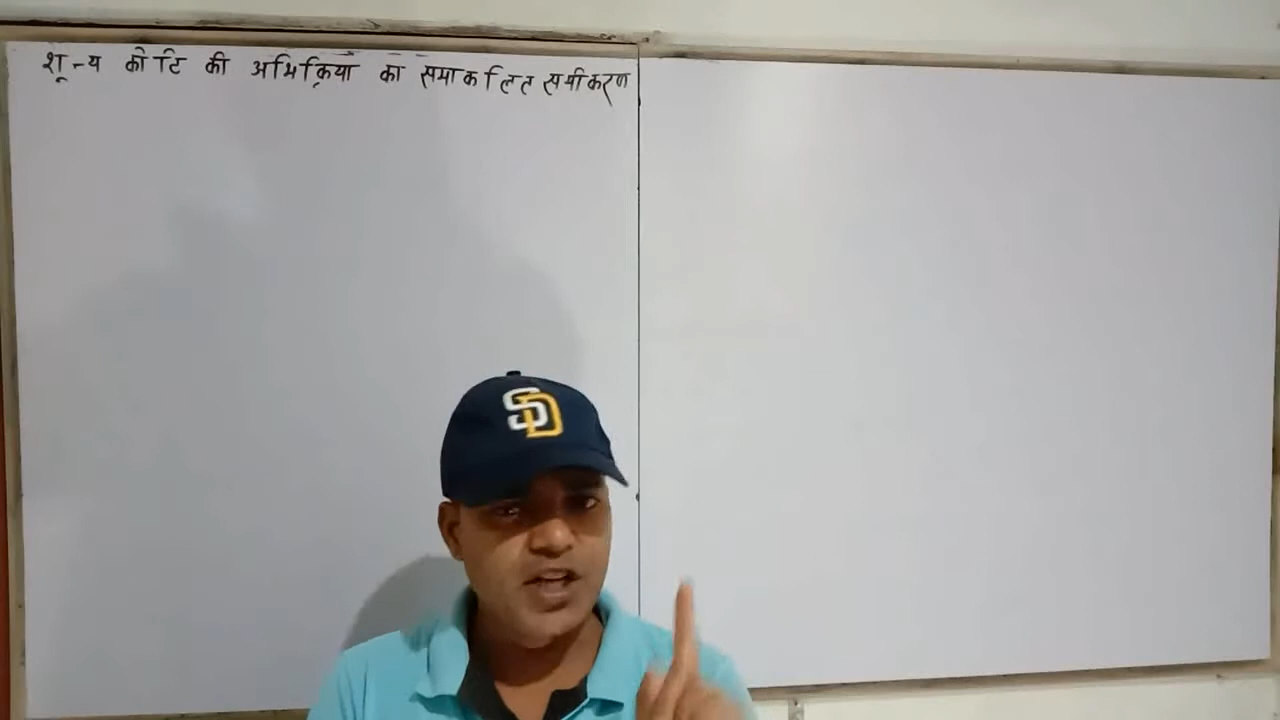 शून्य कोटि की अभिक्रिया का समाकलित समीकरण
SD